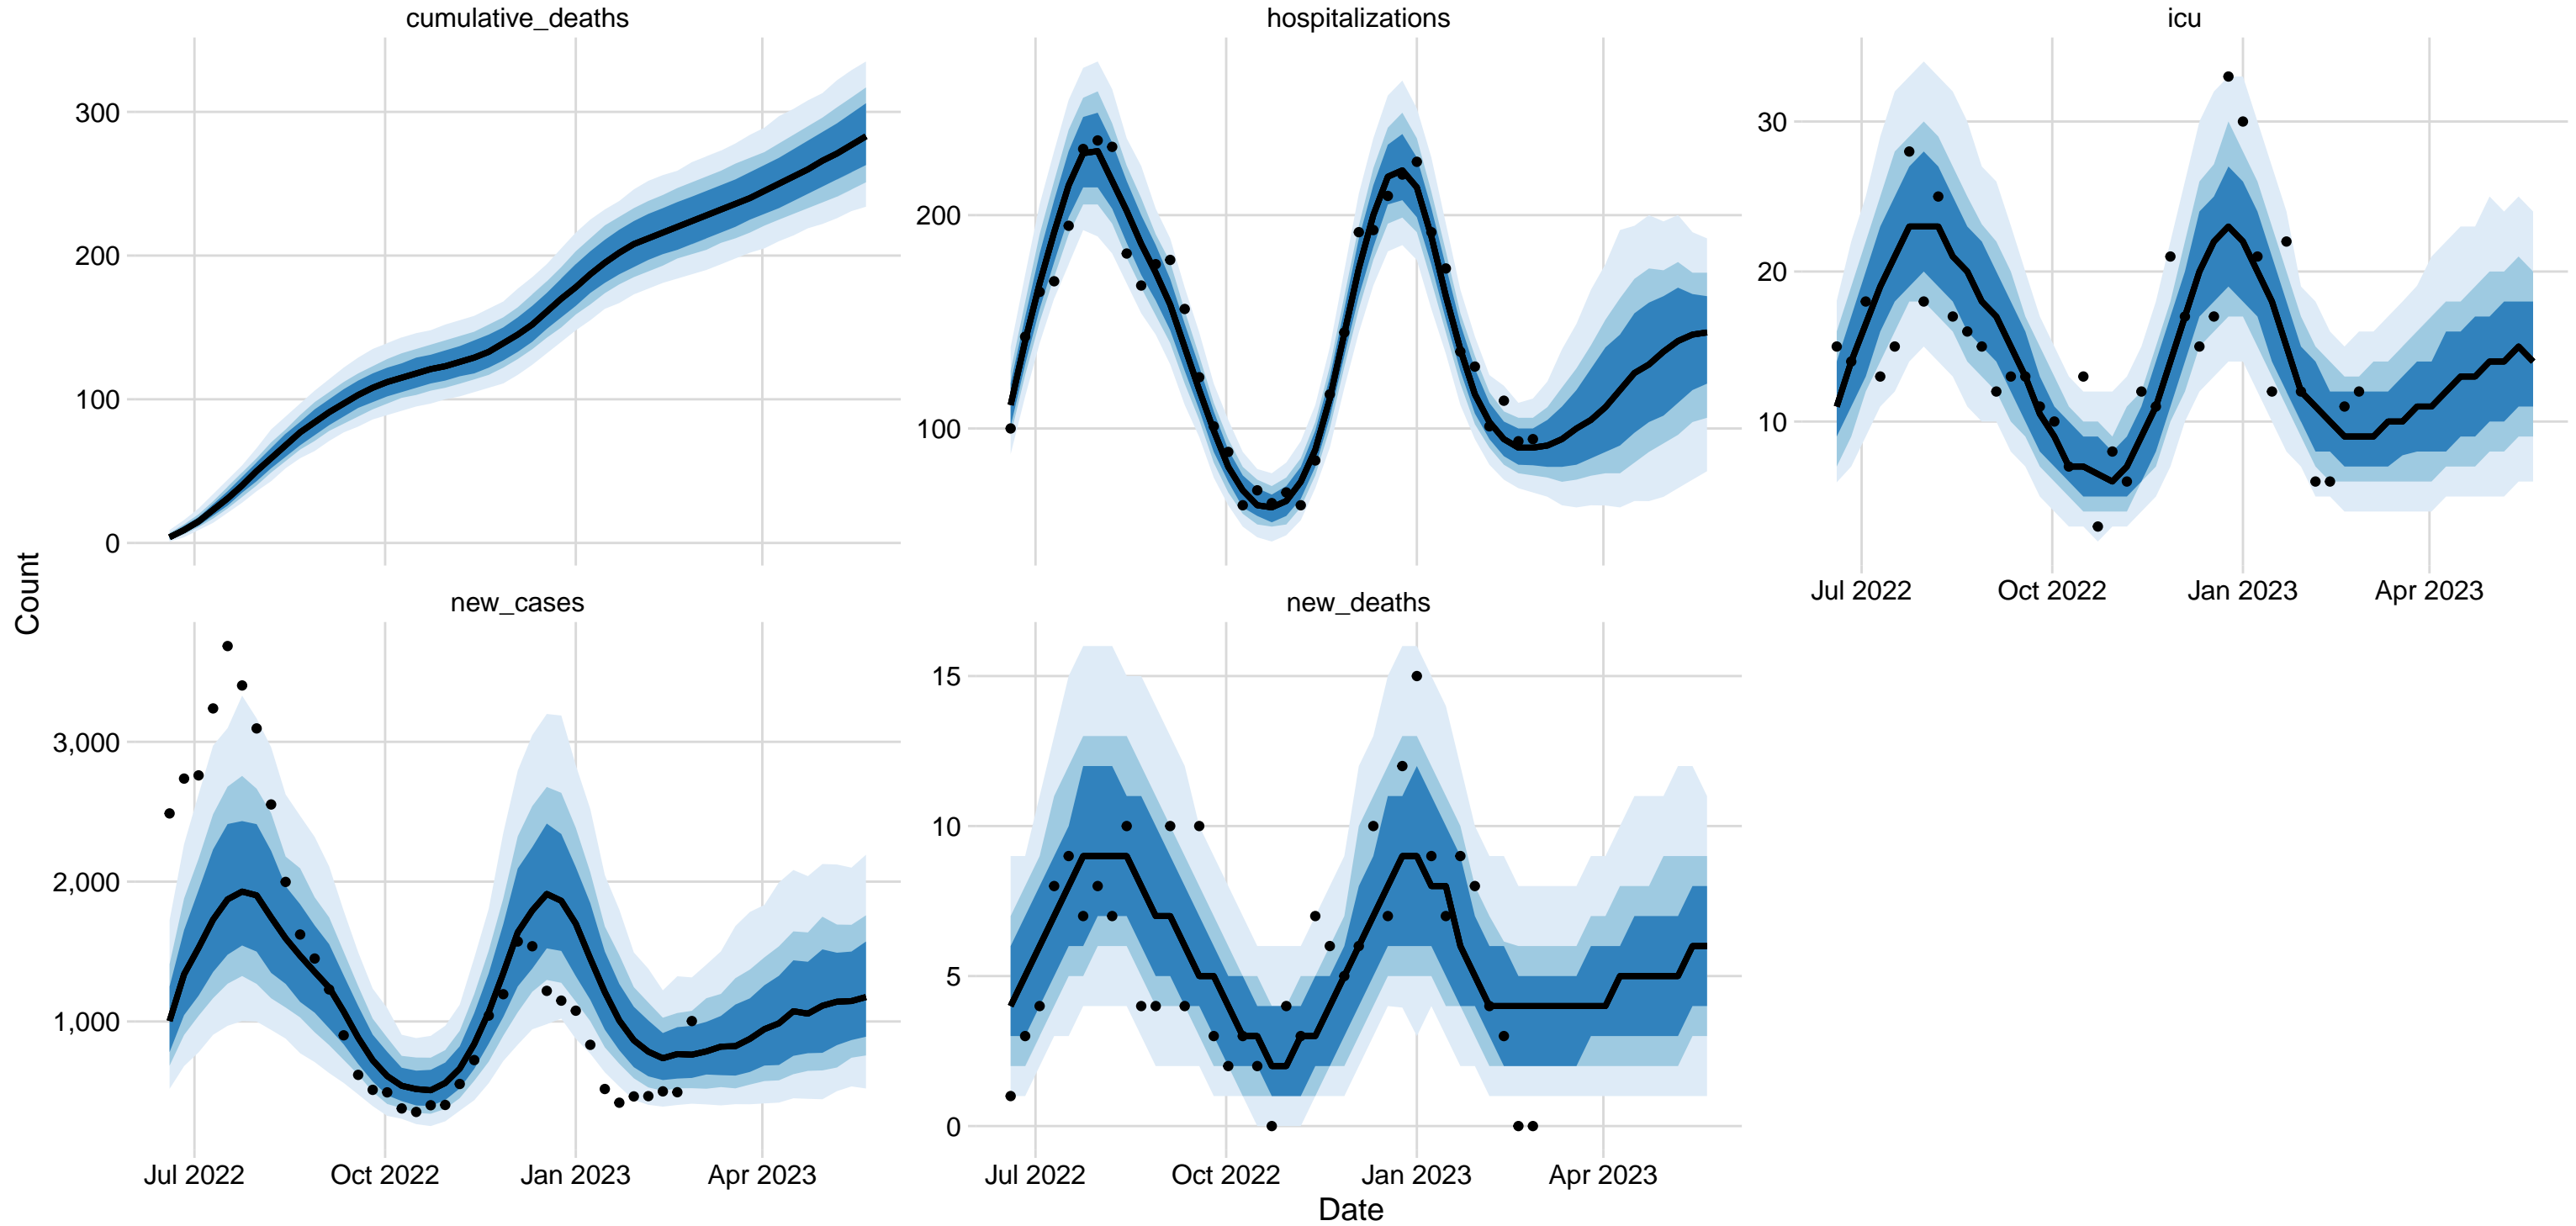 cumulative_deaths
hospitalizations
icu
300
200
100
0
200
100
30
20
10
Jul 2022
Oct 2022
Jan 2023
Apr 2023
Count
new_cases
new_deaths
3,000
2,000
1,000
15
10
5
0
Jul 2022
Oct 2022
Jan 2023
Apr 2023
Jul 2022
Oct 2022
Jan 2023
Apr 2023
Date